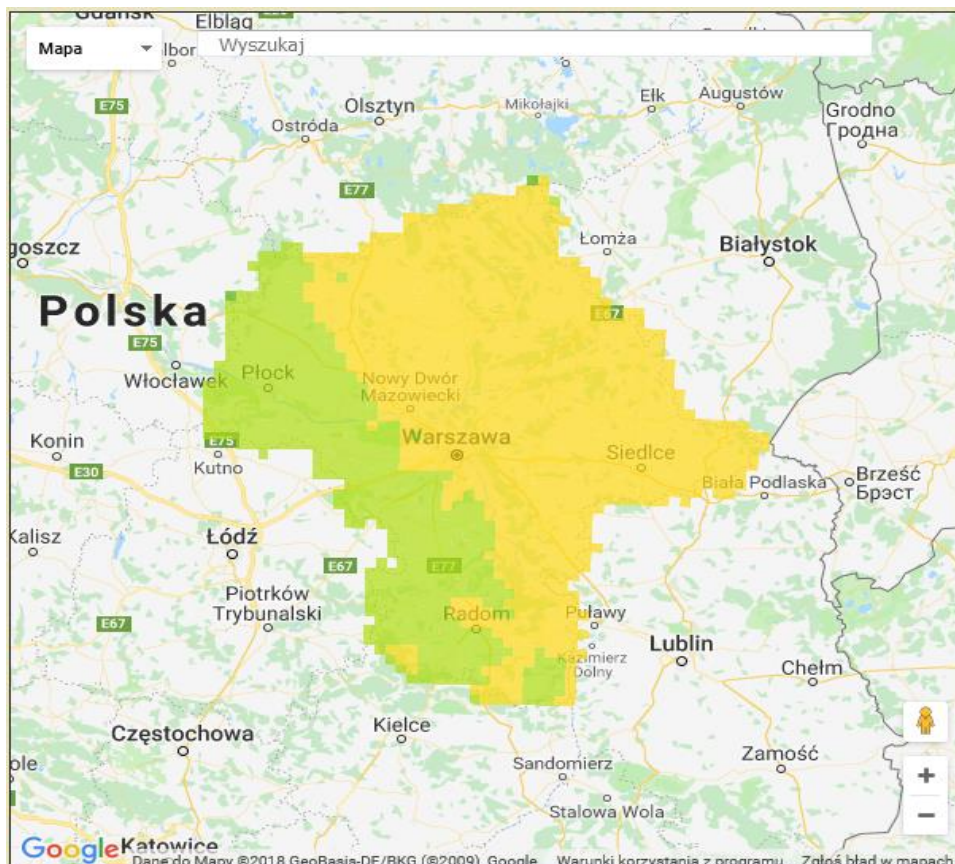 Gdańsk
Elbląg
Mapa
Wyszukaj
Ełk
Augustów
E75
Olsztyn
Mikołajki
Grodno
Гродна
Ostróda
E77
goszcz
Łomża
Białystok
Polska
E67
E75
Włocławek
Płock
Nowy Dwór
Mazowiecki
Konin
E75
Warszawa
E30
Kutno
Siedlce
Biała Podlaska
Brześć
Брэст
Kalisz
Łódź
E67
E77
Piotrków
Trybunalski
E67
Radom
Puławy
Kazimierz
Dolny
Lublin
Chełm
Kielce
Częstochowa
Zamość
ole
Sandomierz
Stalowa Wola
Google
Katowice
Dane do Mapy ©2018 GeoBasis-DE/BKG (©2009), Google
Warunki korzystania z programu
Zgłoś błąd w mapach